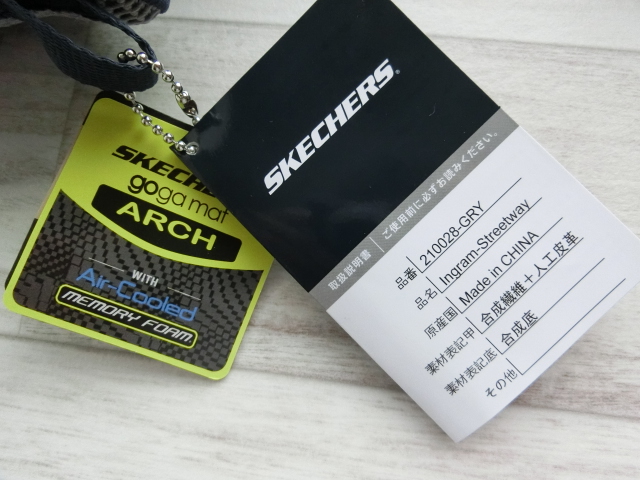 SKECHERS
goga mat
ARCH
WITH
Air-Cooled
MEMORY FOAM
SKECHERS®
取扱説明書 ご使用前に必ずお読みください。
品番 210028-GRY
品名 Ingram-Streetway
原産国 Made in CHINA
素材表記甲 合成繊維＋人工皮革
素材表記底 合成底
その他